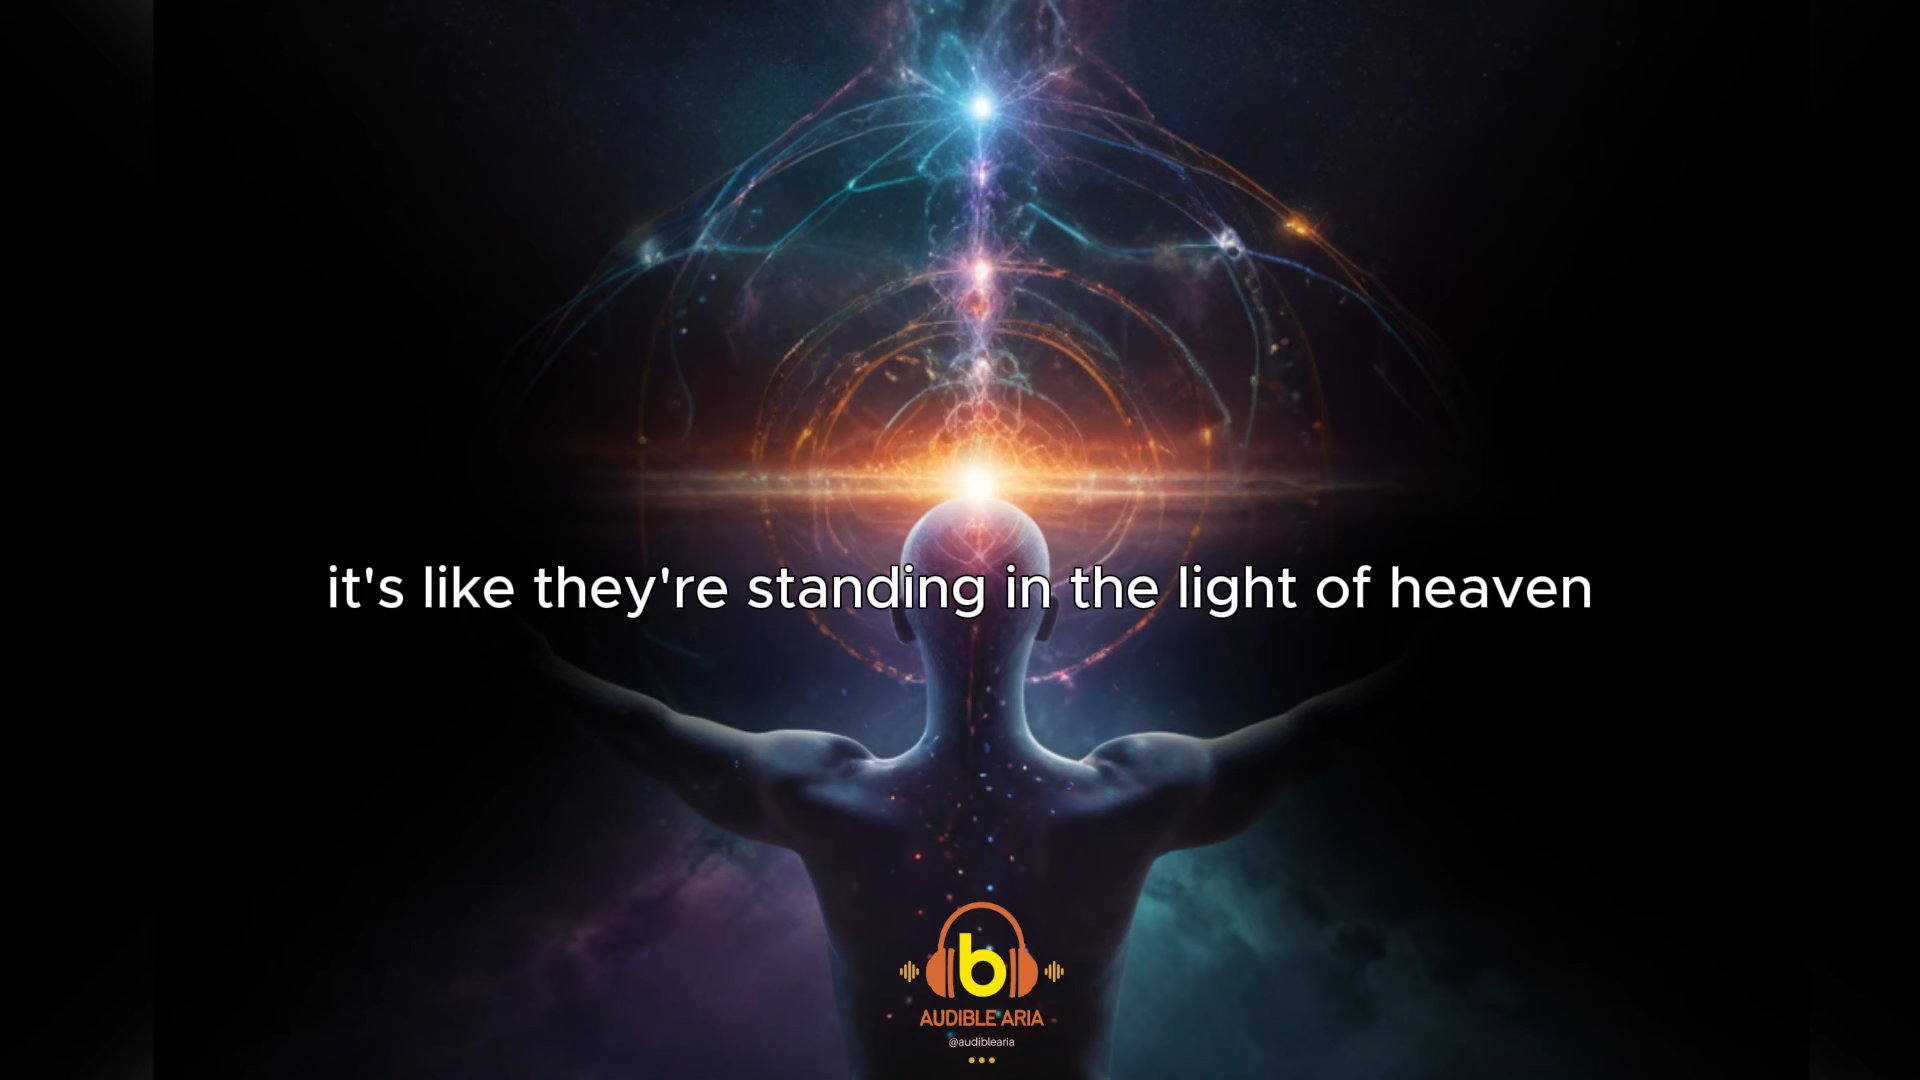 it's like they're standing in the light of heaven
b
AUDIBLE ARIA
@audiblearia